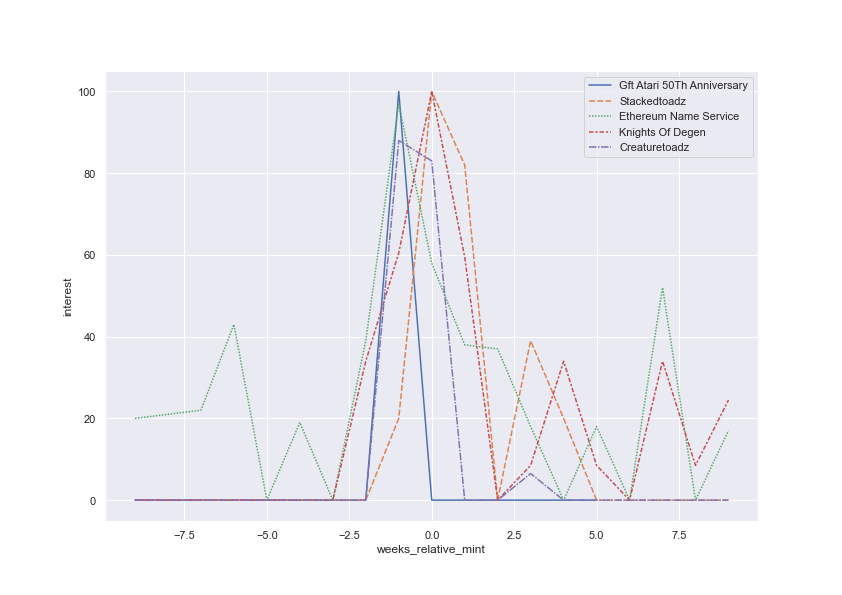 Gft Atari 50Th Anniversary
Stackedtoadz
Ethereum Name Service
Knights Of Degen
Creaturetoadz
100
80
60
40
20
0
interest
−7.5 −5.0 −2.5 0.0 2.5 5.0 7.5
weeks_relative_mint